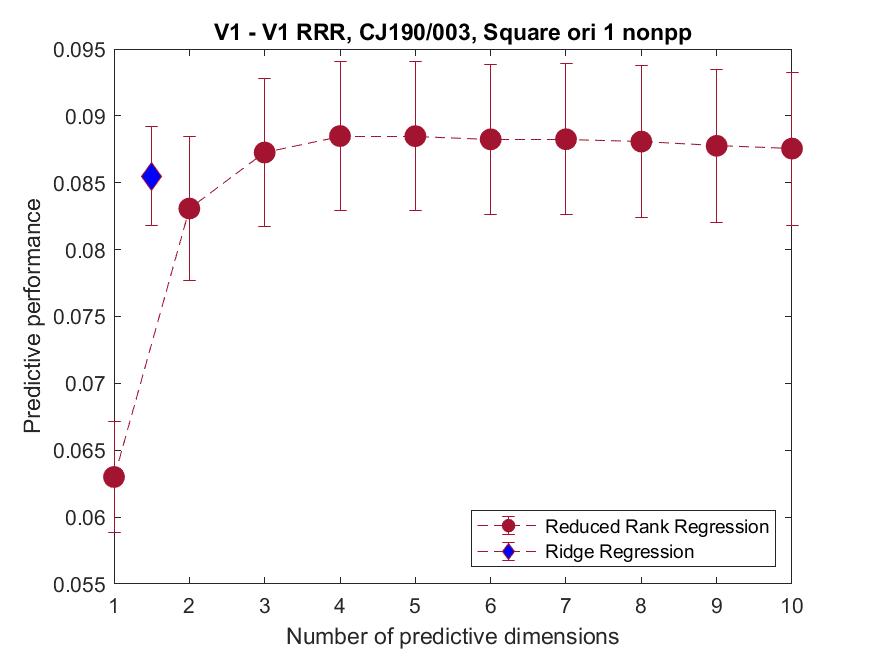 V1 - V1 RRR, CJ190/003, Square ori 1 nonpp
0.095
0.09
0.085
0.08
0.075
0.07
0.065
0.06
0.055
Predictive performance
Reduced Rank Regression
Ridge Regression
1 2 3 4 5 6 7 8 9 10
Number of predictive dimensions